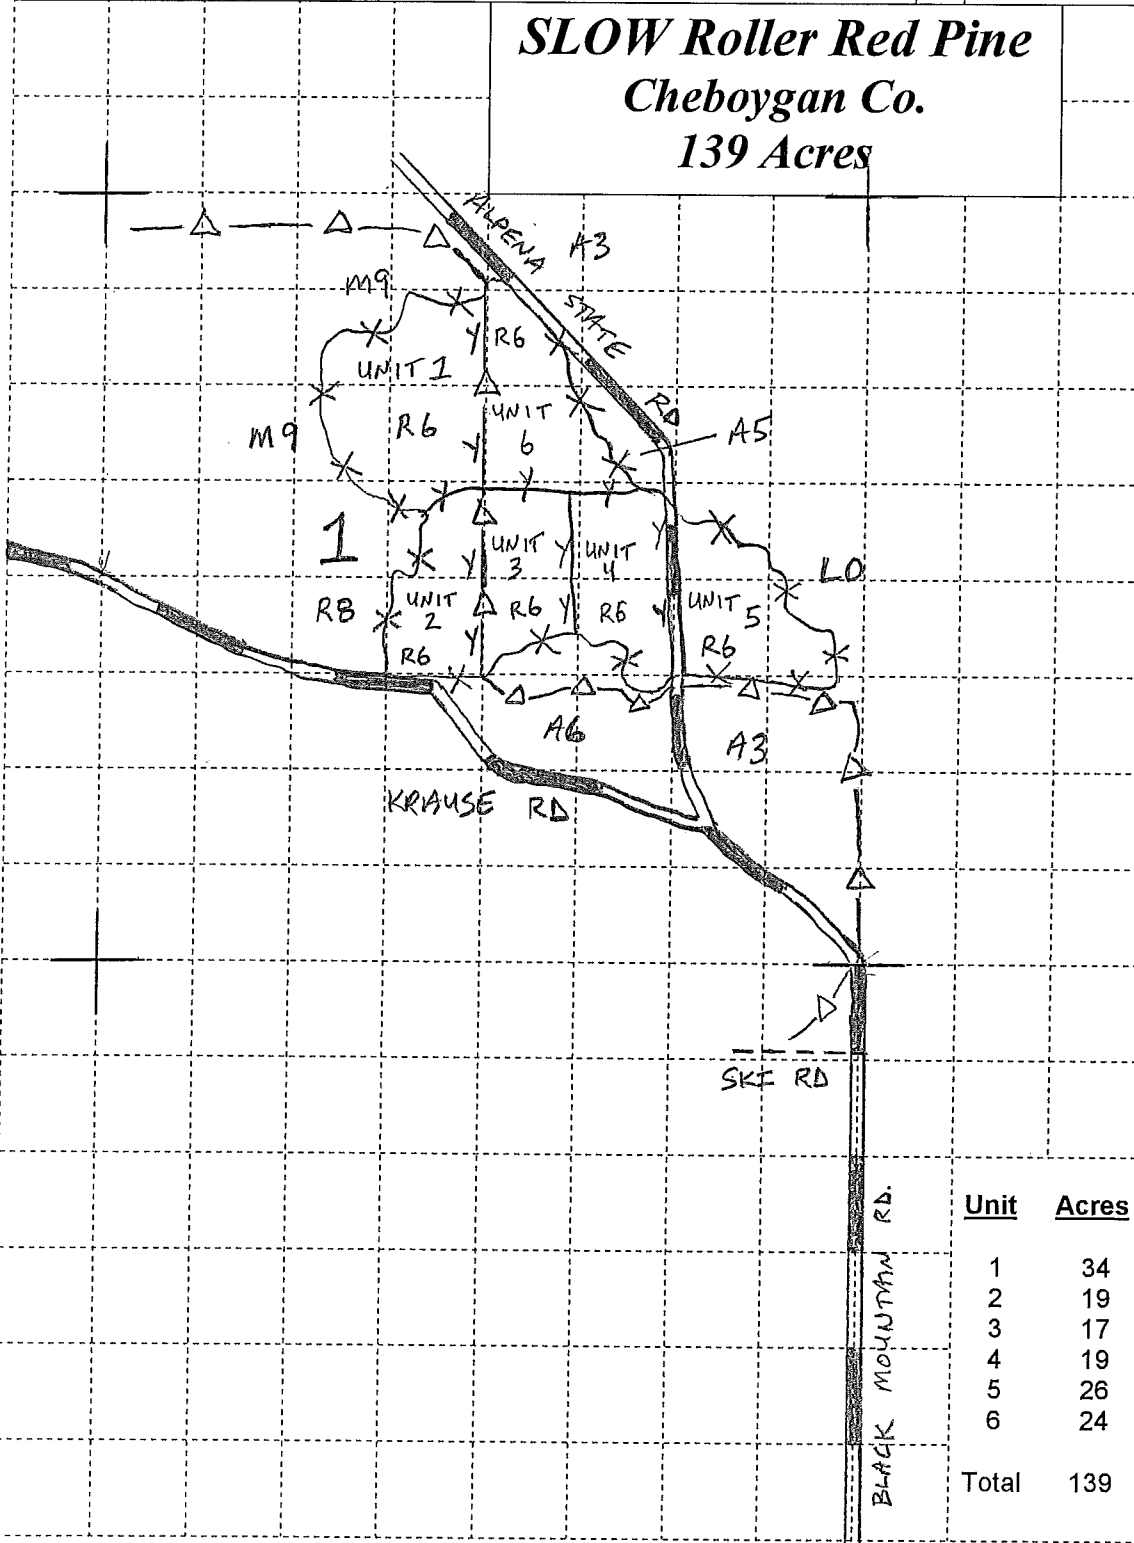 SLOW Roller Red Pine
Cheboygan Co.
139 Acres
ALPENA STATE RD
A3
M9
R6
UNIT 1
R6
UNIT 6
M9
A5
1
UNIT 3
UNIT 4
LO
R8
UNIT 2
R6
R6
UNIT 5
R6
R6
A6
A3
KRAUSE RD
SKI RD
BLACK MOUNTAIN RD.
Unit Acres
1 34
2 19
3 17
4 19
5 26
6 24
Total 139